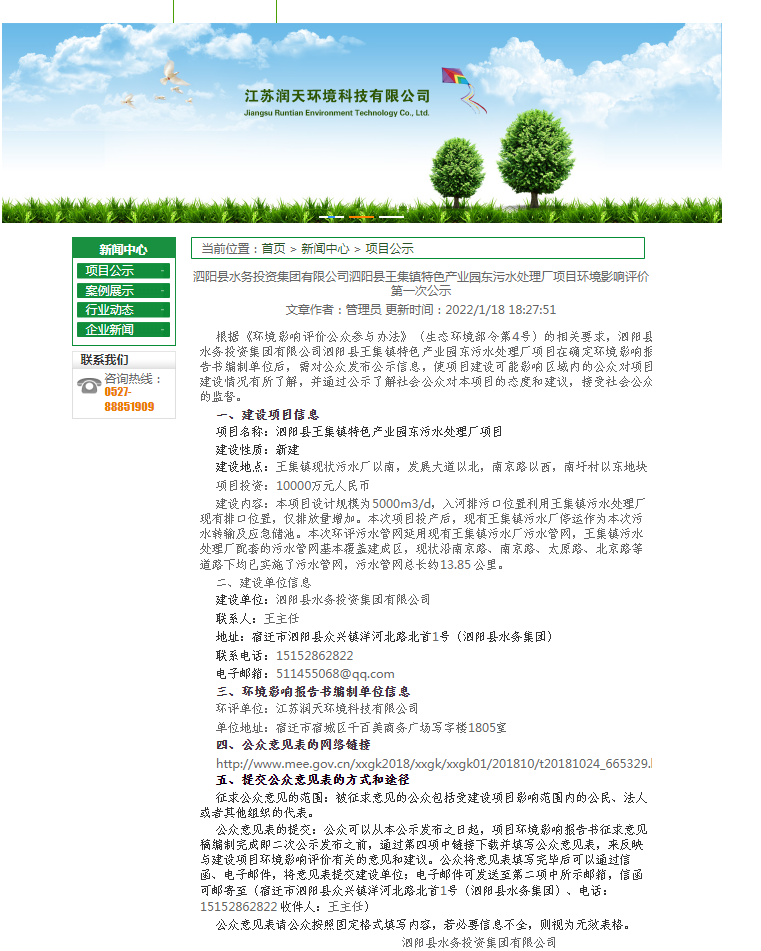 江苏润天环境科技有限公司
Jiangsu Runtian Environment Technology Co., Ltd.
新闻中心
项目公示
案例展示
行业动态
企业新闻
联系我们
咨询热线：
0527-
88851909
当前位置：首页 > 新闻中心 > 项目公示
泗阳县水务投资集团有限公司泗阳县王集镇特色产业园东污水处理厂项目环境影响评价
第一次公示
文章作者：管理员 更新时间：2022/1/18 18:27:51
根据《环境影响评价公众参与办法》（生态环境部令第4号）的相关要求，泗阳县
水务投资集团有限公司泗阳县王集镇特色产业园东污水处理厂项目在确定环境影响报
告书编制单位后，需对公众发布公示信息，使项目建设可能影响区域内的公众对项目
建设情况有所了解，并通过公示了解社会公众对本项目的态度和建议，接受社会公众
的监督。
一、建设项目信息
项目名称：泗阳县王集镇特色产业园东污水处理厂项目
建设性质：新建
建设地点：王集镇现状污水厂以南，发展大道以北，南京路以西，南圩村以东地块
项目投资：10000万元人民币
建设内容：本项目设计规模为5000m3/d，入河排污口位置利用王集镇污水处理厂
现有排口位置，仅排放量增加。本次项目投产后，现有王集镇污水厂停运作为本次污
水转输及应急储池。本次环评污水管网延用现有王集镇污水厂污水管网，王集镇污水
处理厂配套的污水管网基本覆盖建成区，现状沿南京路、南京路、太原路、北京路等
道路下均已实施了污水管网，污水管网总长约13.85 公里。
二、建设单位信息
建设单位：泗阳县水务投资集团有限公司
联系人：王主任
地址：宿迁市泗阳县众兴镇洋河北路北首1号（泗阳县水务集团）
联系电话：15152862822
电子邮箱：511455068@qq.com
三、环境影响报告书编制单位信息
环评单位：江苏润天环境科技有限公司
单位地址：宿迁市宿城区千百美商务广场写字楼1805室
四、公众意见表的网络链接
http://www.mee.gov.cn/xxgk2018/xxgk/xxgk01/201810/t20181024_665329.
五、提交公众意见表的方式和途径
征求公众意见的范围：被征求意见的公众包括受建设项目影响范围内的公民、法人
或者其他组织的代表。
公众意见表的提交：公众可以从本公示发布之日起，项目环境影响报告书征求意见
稿编制完成即二次公示发布之前，通过第四项中链接下载并填写公众意见表，来反映
与建设项目环境影响评价有关的意见和建议。公众将意见表填写完毕后可以通过信
函、电子邮件，将意见表提交建设单位；电子邮件可发送至第二项中所示邮箱，信函
可邮寄至（宿迁市泗阳县众兴镇洋河北路北首1号（泗阳县水务集团）、电话：
15152862822 收件人：王主任）
公众意见表请公众按照固定格式填写内容，若必要信息不全，则视为无效表格。
泗阳县水务投资集团有限公司